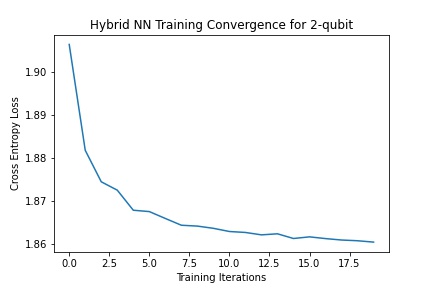 Hybrid NN Training Convergence for 2-qubit
Cross Entropy Loss
1.90
1.89
1.88
1.87
1.86
0.0 2.5 5.0 7.5 10.0 12.5 15.0 17.5
Training Iterations